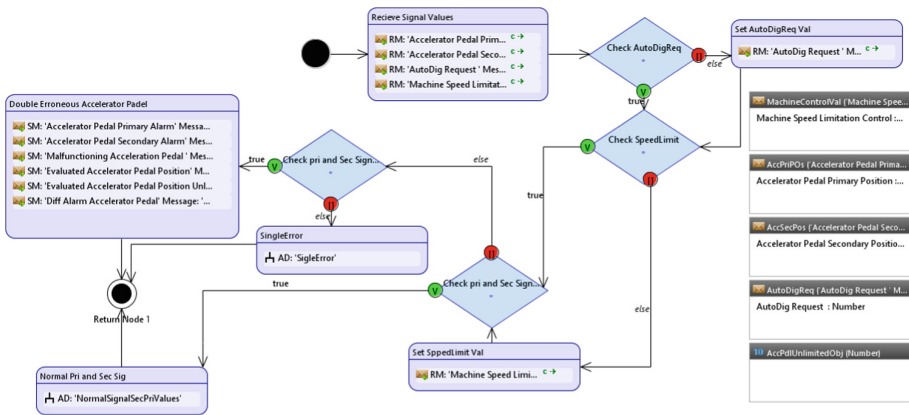 Recieve Signal Values
RM: 'Accelerator Pedal Prim... C
RM: 'Accelerator Pedal Seco... C
RM: 'AutoDig Request ' Mes... C
RM: 'Machine Speed Limitat... C
Check AutoDigReq
else
true
Set AutoDigReq Val
RM: 'AutoDig Request ' M... C
Double Erroneous Accelerator Padel
SM: 'Accelerator Pedal Primary Alarm' Messa...
SM: 'Accelerator Pedal Secondary Alarm' Messa...
SM: 'Malfunctioning Acceleration Pedal ' Mes...
SM: 'Evaluated Accelerator Pedal Position' M...
SM: 'Evaluated Accelerator Pedal Position Unl...
SM: 'Diff Alarm Accelerator Pedal' Message: '...
true V
Check pri and Sec Sign...
else
else
V Check SpeedLimit
true
else
SingleError
AD: 'SigleError'
Check pri and Sec Sign...
V
true
Return Node 1
Set SppedLimit Val
RM: 'Machine Speed Limi... C
Normal Pri and Sec Sig
AD: 'NormalSignalSecPriValues'
MachineControlVal ('Machine Spee...
Machine Speed Limitation Control :...
AccPriPOs ('Accelerator Pedal Prima...
Accelerator Pedal Primary Position :...
AccSecPos ('Accelerator Pedal Seco...
Accelerator Pedal Secondary Positio...
AutoDigReq ('AutoDig Request ' M...
AutoDig Request : Number
10 AccPdlUnlimitedObj (Number)